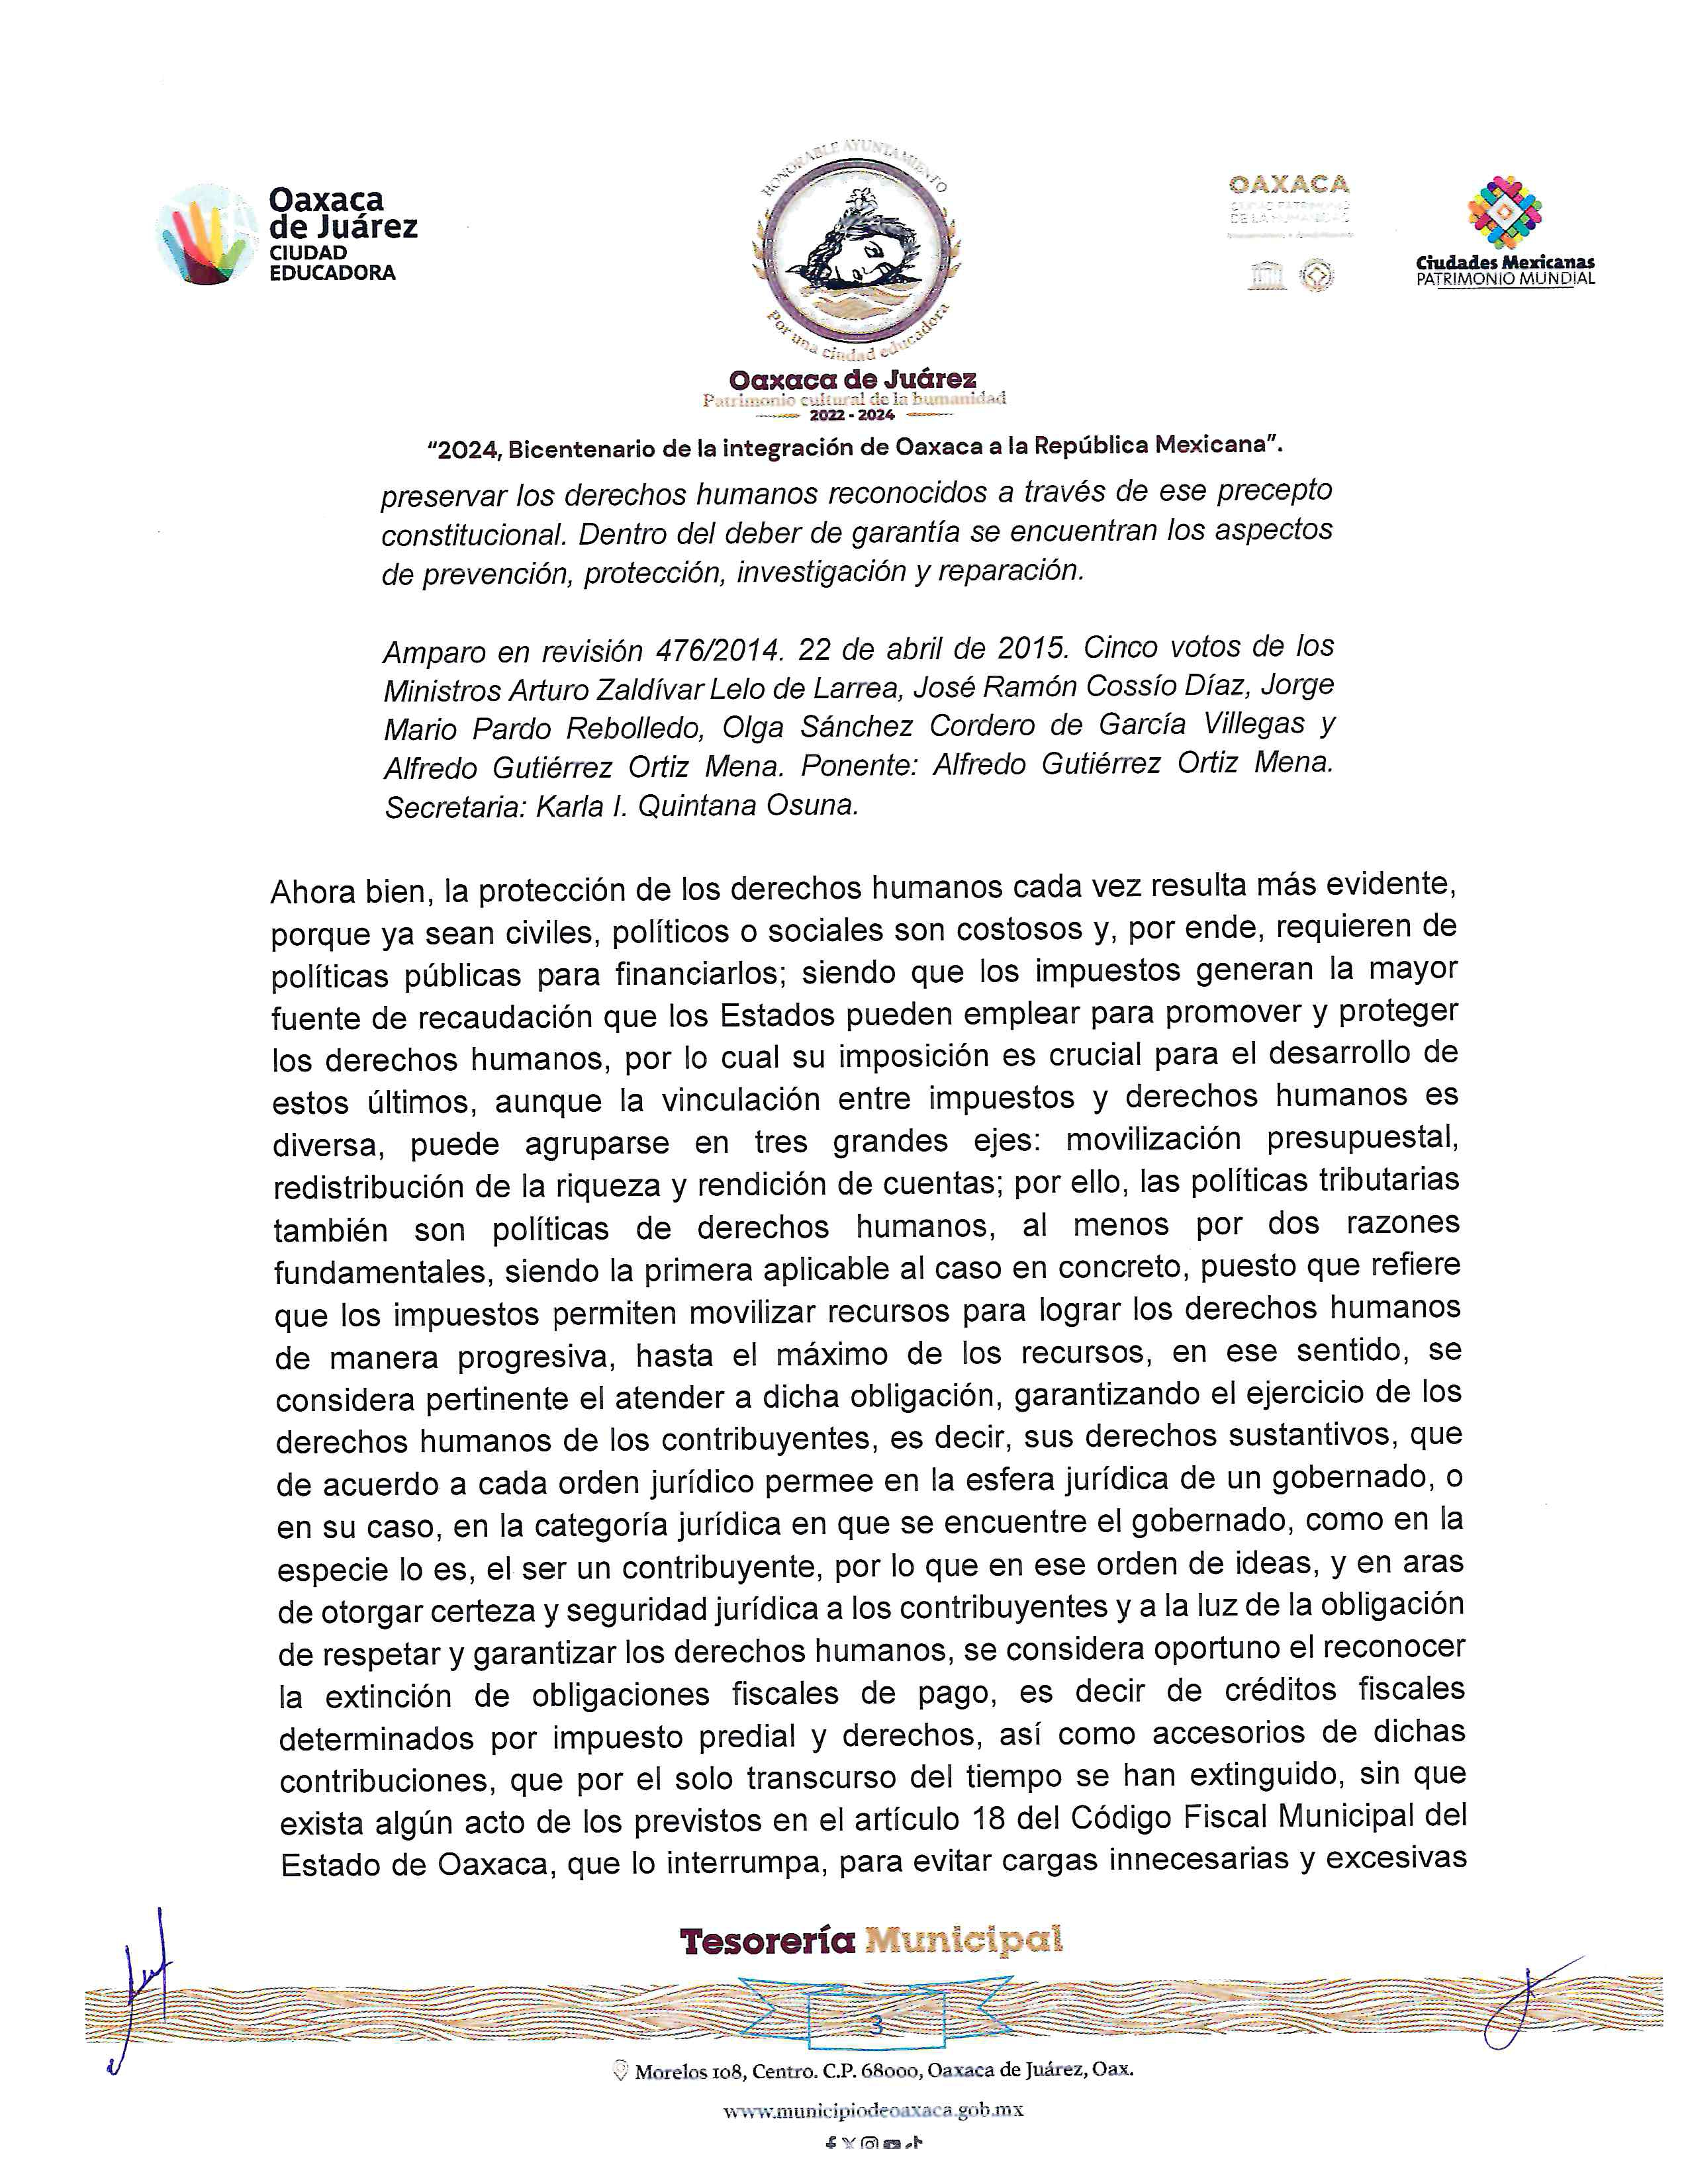 Oaxaca
de Juárez
CIUDAD
EDUCADORA
HONORABLE AYUNTAMIENTO
Por una ciudad educadora
Oaxaca de Juárez
Patrimonio cultural de la humanidad
2022 - 2024
OAXACA
CIUDAD PATRIMONIO
DE LA HUMANIDAD
Ciudades Mexicanas
PATRIMONIO MUNDIAL
“2024, Bicentenario de la integración de Oaxaca a la República Mexicana”.
preservar los derechos humanos reconocidos a través de ese precepto
constitucional. Dentro del deber de garantía se encuentran los aspectos
de prevención, protección, investigación y reparación.
Amparo en revisión 476/2014. 22 de abril de 2015. Cinco votos de los
Ministros Arturo Zaldívar Lelo de Larrea, José Ramón Cossío Díaz, Jorge
Mario Pardo Rebolledo, Olga Sánchez Cordero de García Villegas y
Alfredo Gutiérrez Ortiz Mena. Ponente: Alfredo Gutiérrez Ortiz Mena.
Secretaria: Karla I. Quintana Osuna.
Ahora bien, la protección de los derechos humanos cada vez resulta más evidente,
porque ya sean civiles, políticos o sociales son costosos y, por ende, requieren de
políticas públicas para financiarlos; siendo que los impuestos generan la mayor
fuente de recaudación que los Estados pueden emplear para promover y proteger
los derechos humanos, por lo cual su imposición es crucial para el desarrollo de
estos últimos, aunque la vinculación entre impuestos y derechos humanos es
diversa, puede agruparse en tres grandes ejes: movilización presupuestal,
redistribución de la riqueza y rendición de cuentas; por ello, las políticas tributarias
también son políticas de derechos humanos, al menos por dos razones
fundamentales, siendo la primera aplicable al caso en concreto, puesto que refiere
que los impuestos permiten movilizar recursos para lograr los derechos humanos
de manera progresiva, hasta el máximo de los recursos, en ese sentido, se
considera pertinente el atender a dicha obligación, garantizando el ejercicio de los
derechos humanos de los contribuyentes, es decir, sus derechos sustantivos, que
de acuerdo a cada orden jurídico permee en la esfera jurídica de un gobernado, o
en su caso, en la categoría jurídica en que se encuentre el gobernado, como en la
especie lo es, el ser un contribuyente, por lo que en ese orden de ideas, y en aras
de otorgar certeza y seguridad jurídica a los contribuyentes y a la luz de la obligación
de respetar y garantizar los derechos humanos, se considera oportuno el reconocer
la extinción de obligaciones fiscales de pago, es decir de créditos fiscales
determinados por impuesto predial y derechos, así como accesorios de dichas
contribuciones, que por el solo transcurso del tiempo se han extinguido, sin que
exista algún acto de los previstos en el artículo 18 del Código Fiscal Municipal del
Estado de Oaxaca, que lo interrumpa, para evitar cargas innecesarias y excesivas
Tesorería Municipal
3
Morelos 108, Centro. C.P. 68000, Oaxaca de Juárez, Oax.
www.municipiodeoaxaca.gob.mx